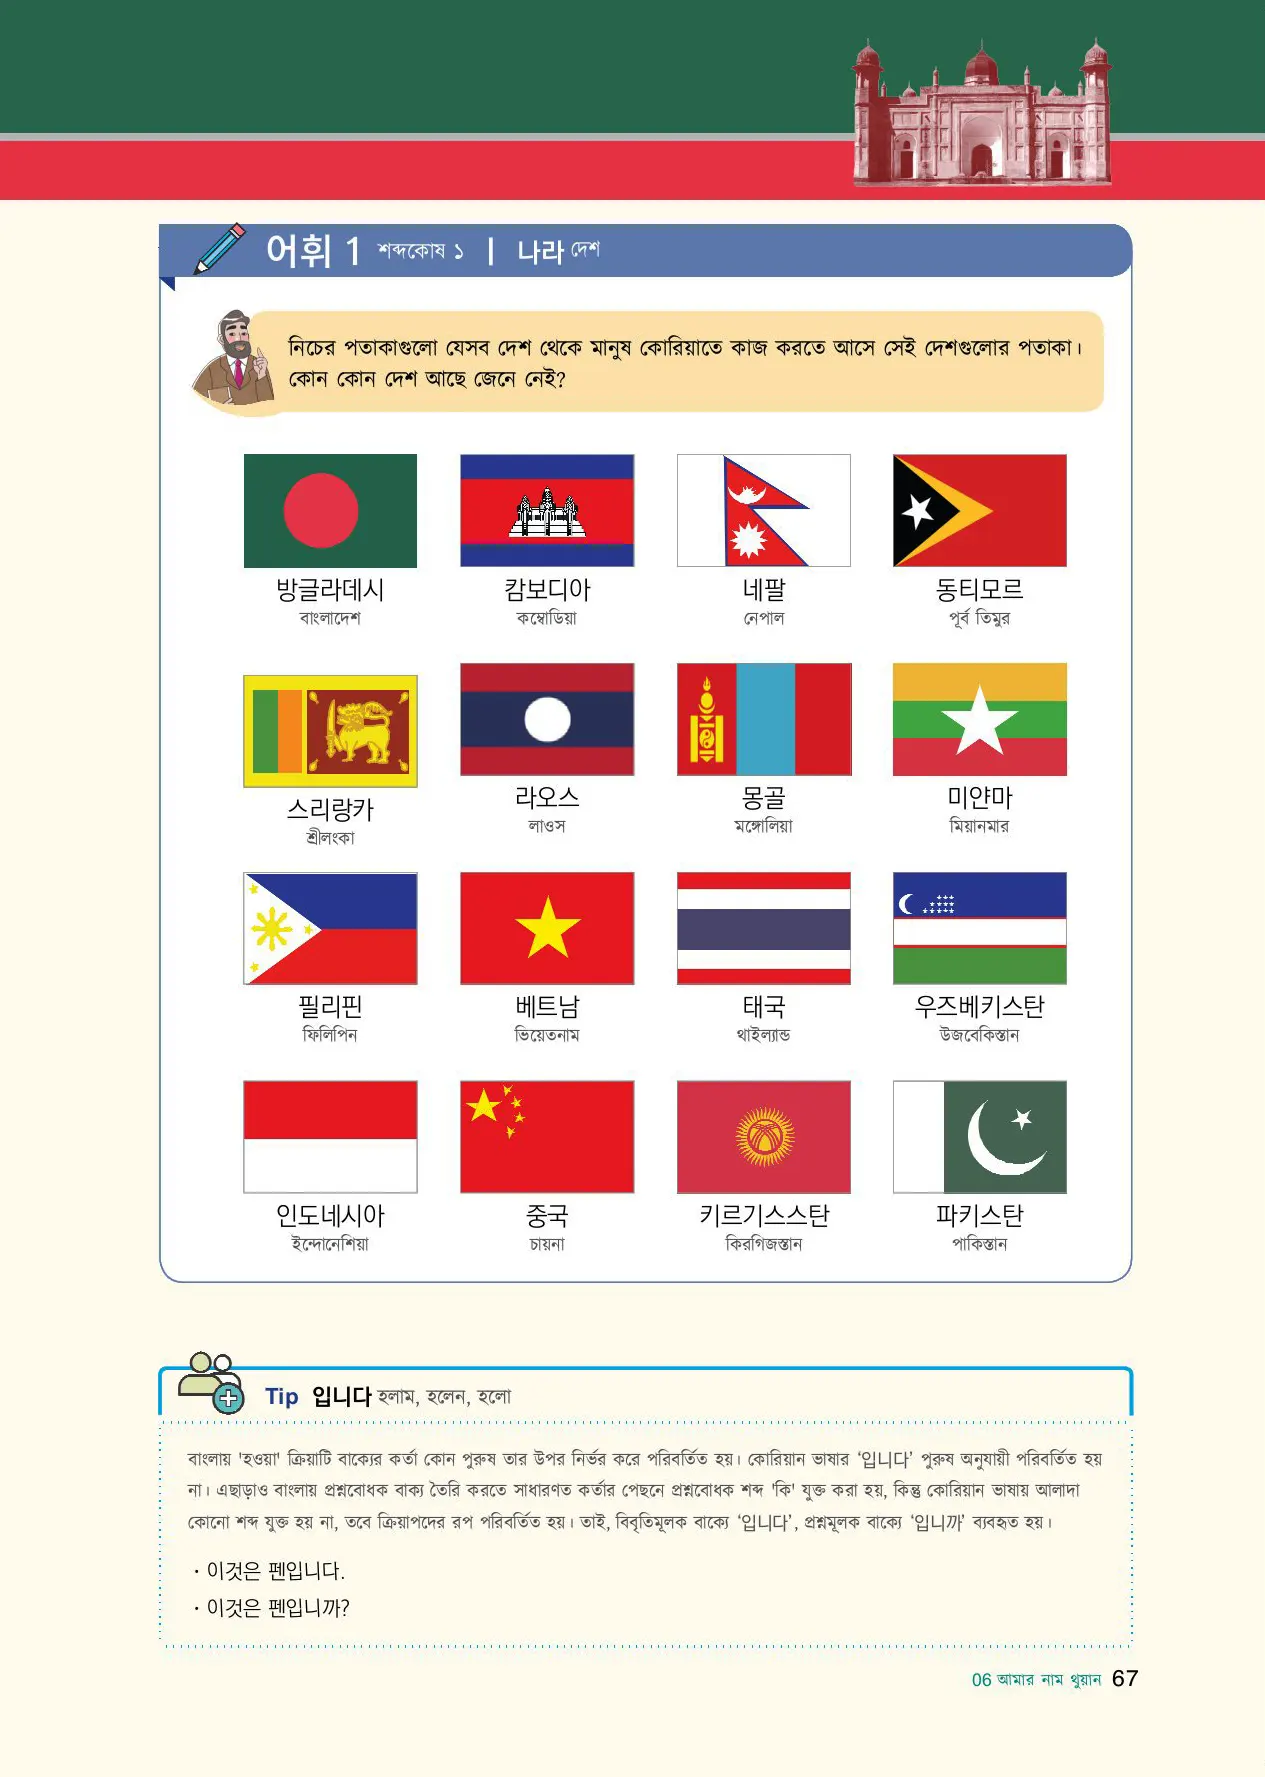 어휘 1 শব্দকোষ ১ | 나라 দেশ
নিচের পতাকাগুলো যেসব দেশ থেকে মানুষ কোরিয়াতে কাজ করতে আসে সেই দেশগুলোর পতাকা।
কোন কোন দেশ আছে জেনে নেই?
방글라데시 캄보디아 네팔 동티모르
বাংলাদেশ কম্বোডিয়া নেপাল পূর্ব তিমুর
스리랑카 라오스 몽골 미얀마
শ্রীলংকা লাওস মঙ্গোলিয়া মিয়ানমার
필리핀 베트남 태국 우즈베키스탄
ফিলিপিন ভিয়েতনাম থাইল্যান্ড উজবেকিস্তান
인도네시아 중국 키르기스스탄 파키스탄
ইন্দোনেশিয়া চায়না কিরগিজস্তান পাকিস্তান
Tip 입니다 হলাম, হলেন, হলো
বাংলায় 'হওয়া' ক্রিয়াটি বাক্যের কর্তা কোন পুরুষ তার উপর নির্ভর করে পরিবর্তিত হয়। কোরিয়ান ভাষার ‘입니다’ পুরুষ অনুযায়ী পরিবর্তিত হয়
না। এছাড়াও বাংলায় প্রশ্নবোধক বাক্য তৈরি করতে সাধারণত কর্তার পেছনে প্রশ্নবোধক শব্দ 'কি' যুক্ত করা হয়, কিন্তু কোরিয়ান ভাষায় আলাদা
কোনো শব্দ যুক্ত হয় না, তবে ক্রিয়াপদের রূপ পরিবর্তিত হয়। তাই, বিবৃতিমূলক বাক্যে ‘입니다’, প্রশ্নমূলক বাক্যে ‘입니까’ ব্যবহৃত হয়।
· 이것은 펜입니다.
· 이것은 펜입니까?
06 আমার নাম থুয়ান 67